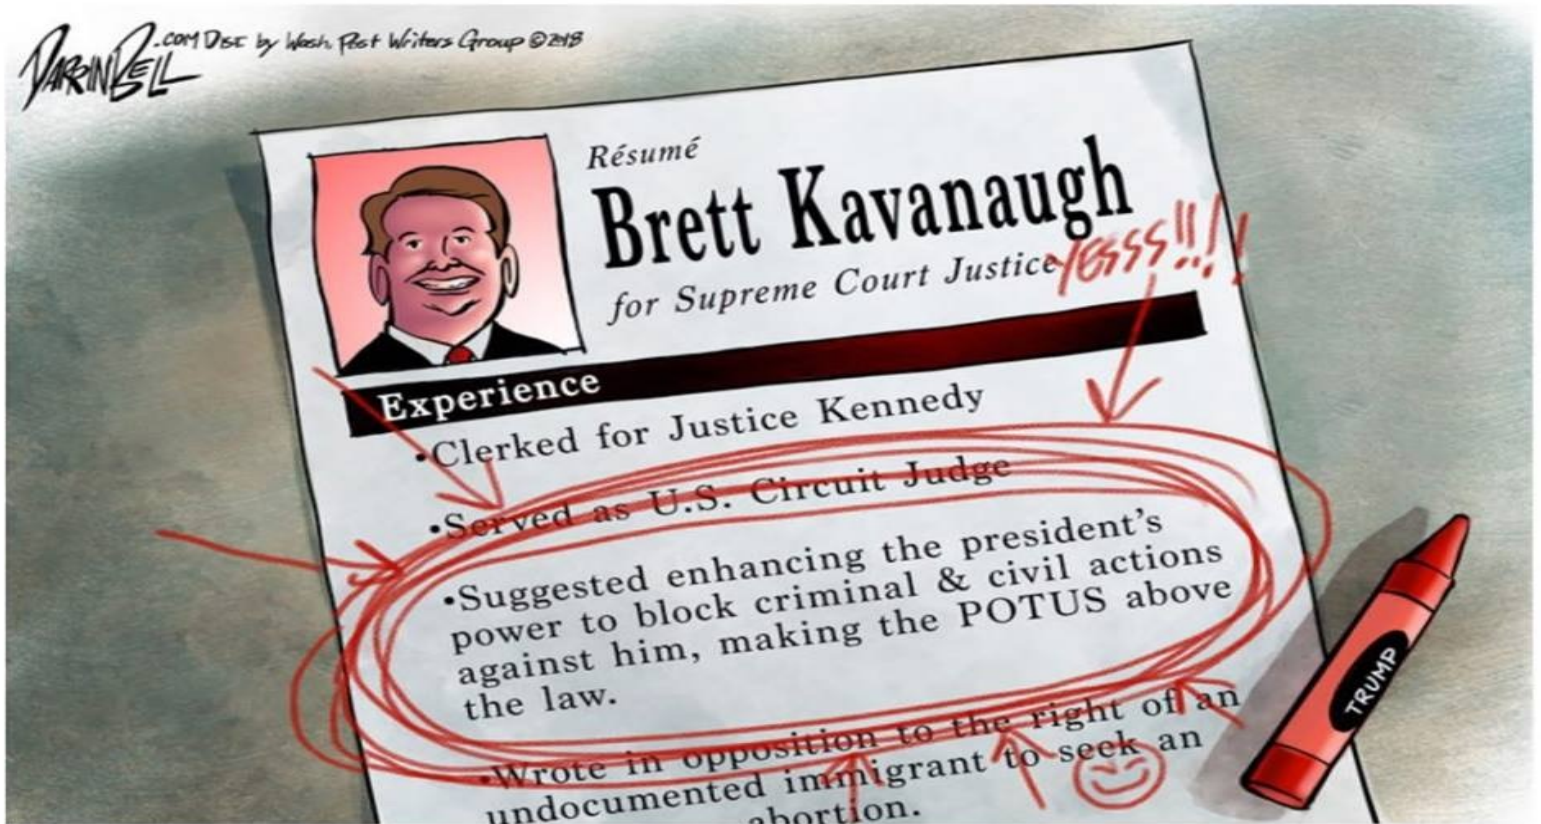 DARRINBELL.COM DIST by Wash. Post Writers Group © 2018
Résumé
Brett Kavanaugh
for Supreme Court Justice
YESSS!!!!
Experience
•Clerked for Justice Kennedy
•Served as U.S. Circuit Judge
•Suggested enhancing the president's
power to block criminal & civil actions
against him, making the POTUS above
the law.
•Wrote in opposition to the right of an
undocumented immigrant to seek an
abortion.
TRUMP